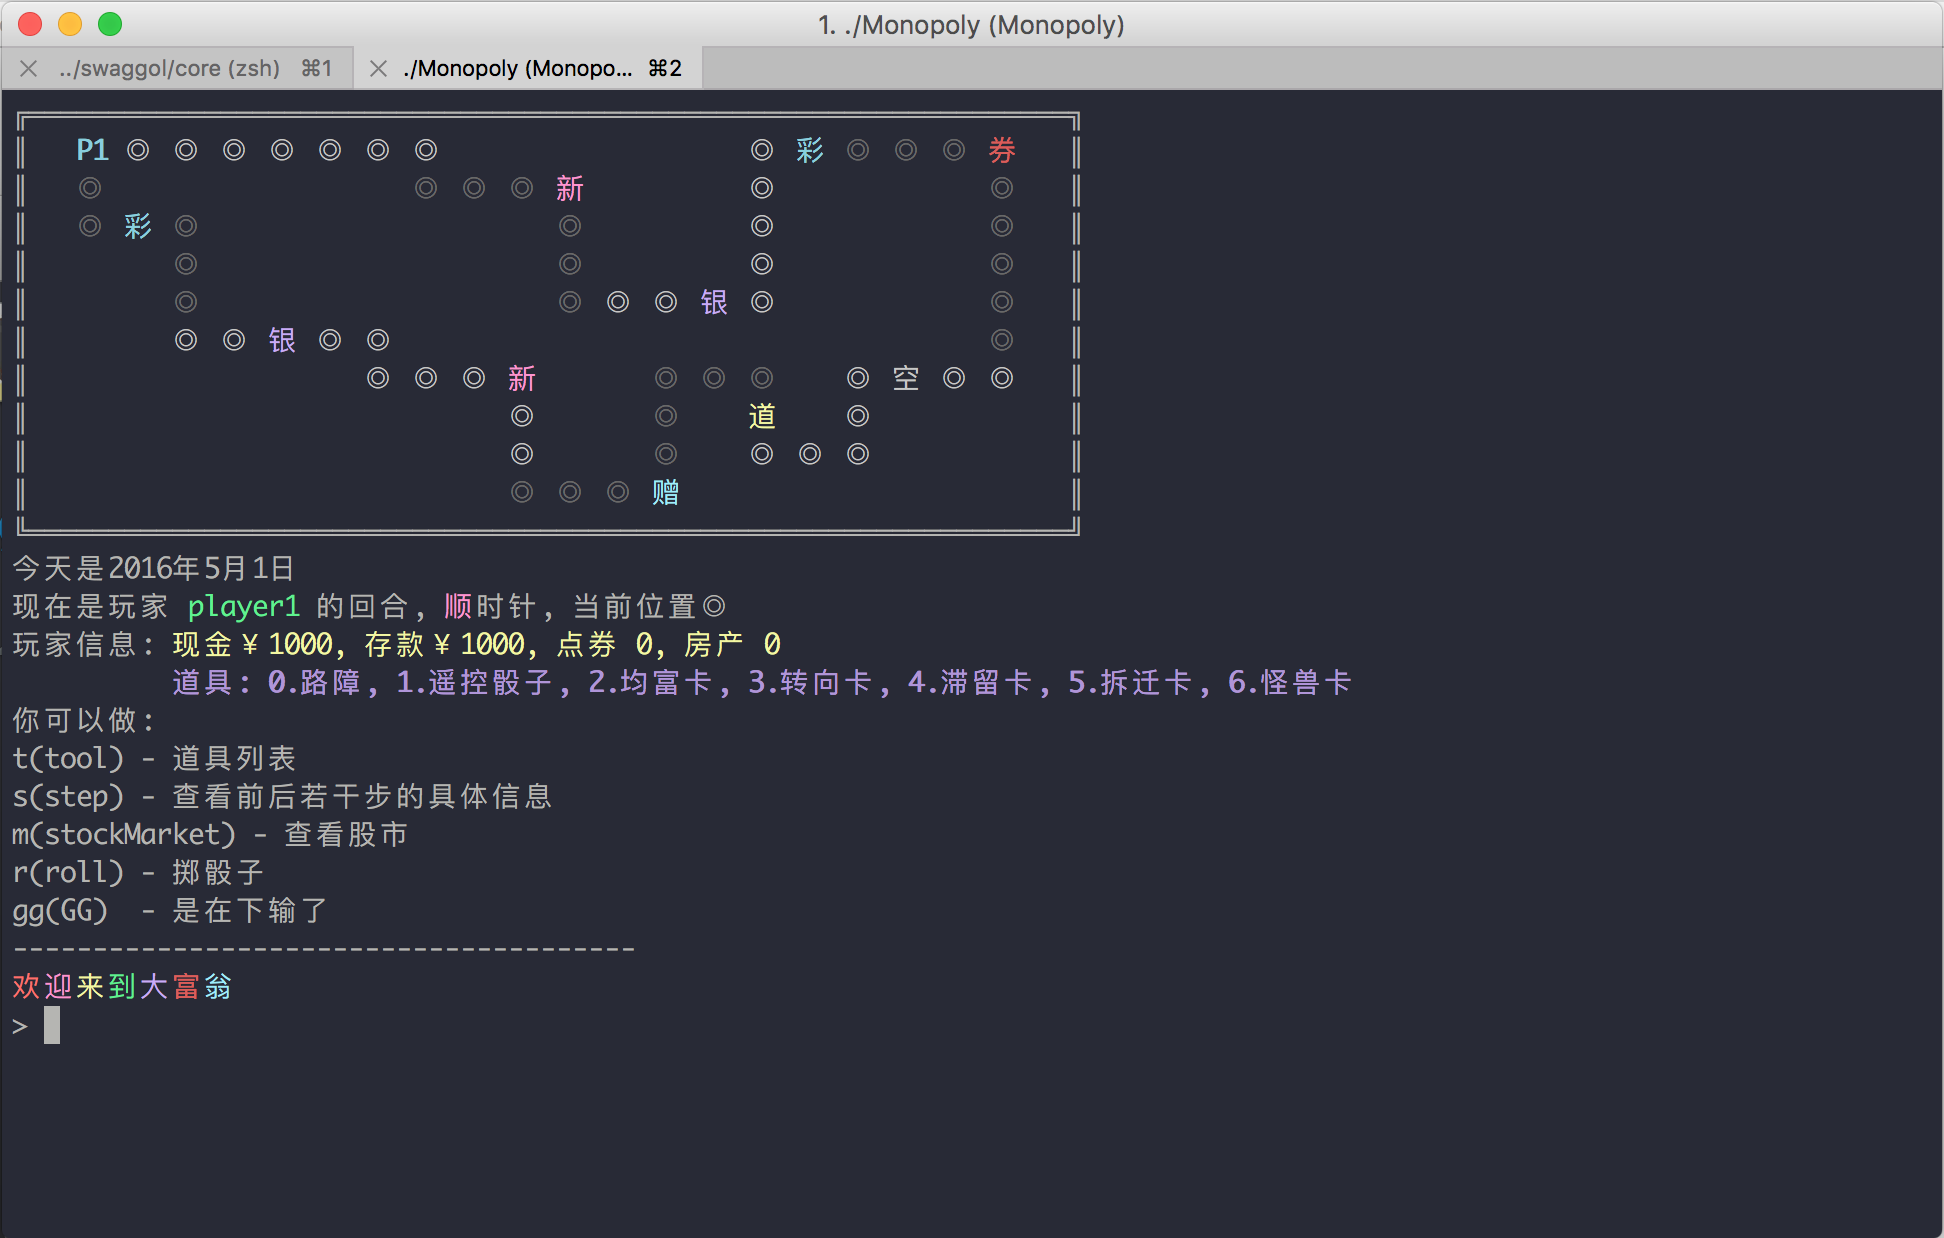 1. ./Monopoly (Monopoly)
../swaggol/core (zsh) ⌘1 ./Monopoly (Monopo... ⌘2
P1 ◎ ◎ ◎ ◎ ◎ ◎ ◎ ◎ 彩 ◎ ◎ ◎ 券
◎ ◎ ◎ ◎ 新 ◎ ◎
◎ 彩 ◎ ◎ ◎ ◎
◎ ◎ ◎ ◎
◎ ◎ ◎ ◎ 银 ◎ ◎
◎ ◎ 银 ◎ ◎ ◎
◎ ◎ ◎ 新 ◎ ◎ ◎ ◎ 空 ◎ ◎
◎ ◎ 道 ◎
◎ ◎ ◎ ◎ ◎
◎ ◎ ◎ 赠
今天是2016年5月1日
现在是玩家 player1 的回合, 顺时针, 当前位置◎
玩家信息: 现金¥1000, 存款¥1000, 点券 0, 房产 0
道具: 0.路障, 1.遥控骰子, 2.均富卡, 3.转向卡, 4.滞留卡, 5.拆迁卡, 6.怪兽卡
你可以做:
t(tool) - 道具列表
s(step) - 查看前后若干步的具体信息
m(stockMarket) - 查看股市
r(roll) - 掷骰子
gg(GG)  - 是在下输了
---------------------------------------
欢迎来到大富翁
>